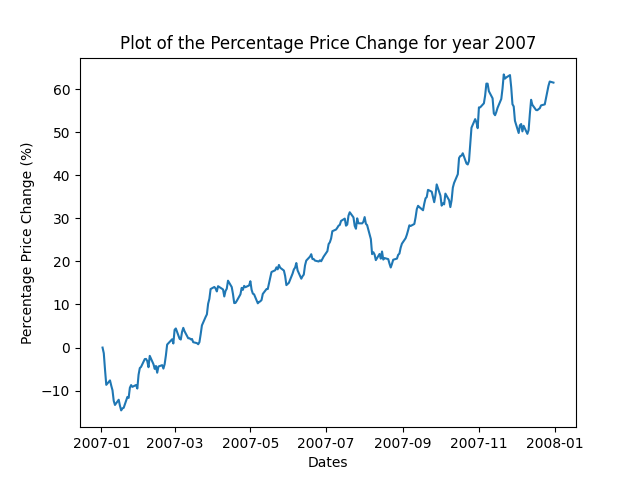 Plot of the Percentage Price Change for year 2007
Percentage Price Change (%)
60
50
40
30
20
10
0
−10
2007-01 2007-03 2007-05 2007-07 2007-09 2007-11 2008-01
Dates